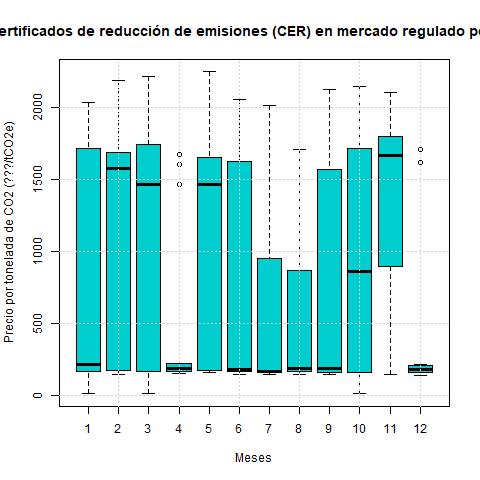 ertificados de reducción de emisiones (CER) en mercado regulado po
Precio por tonelada de CO2 (???/tCO2e)
2000
1500
1000
500
0
1 2 3 4 5 6 7 8 9 10 11 12
Meses